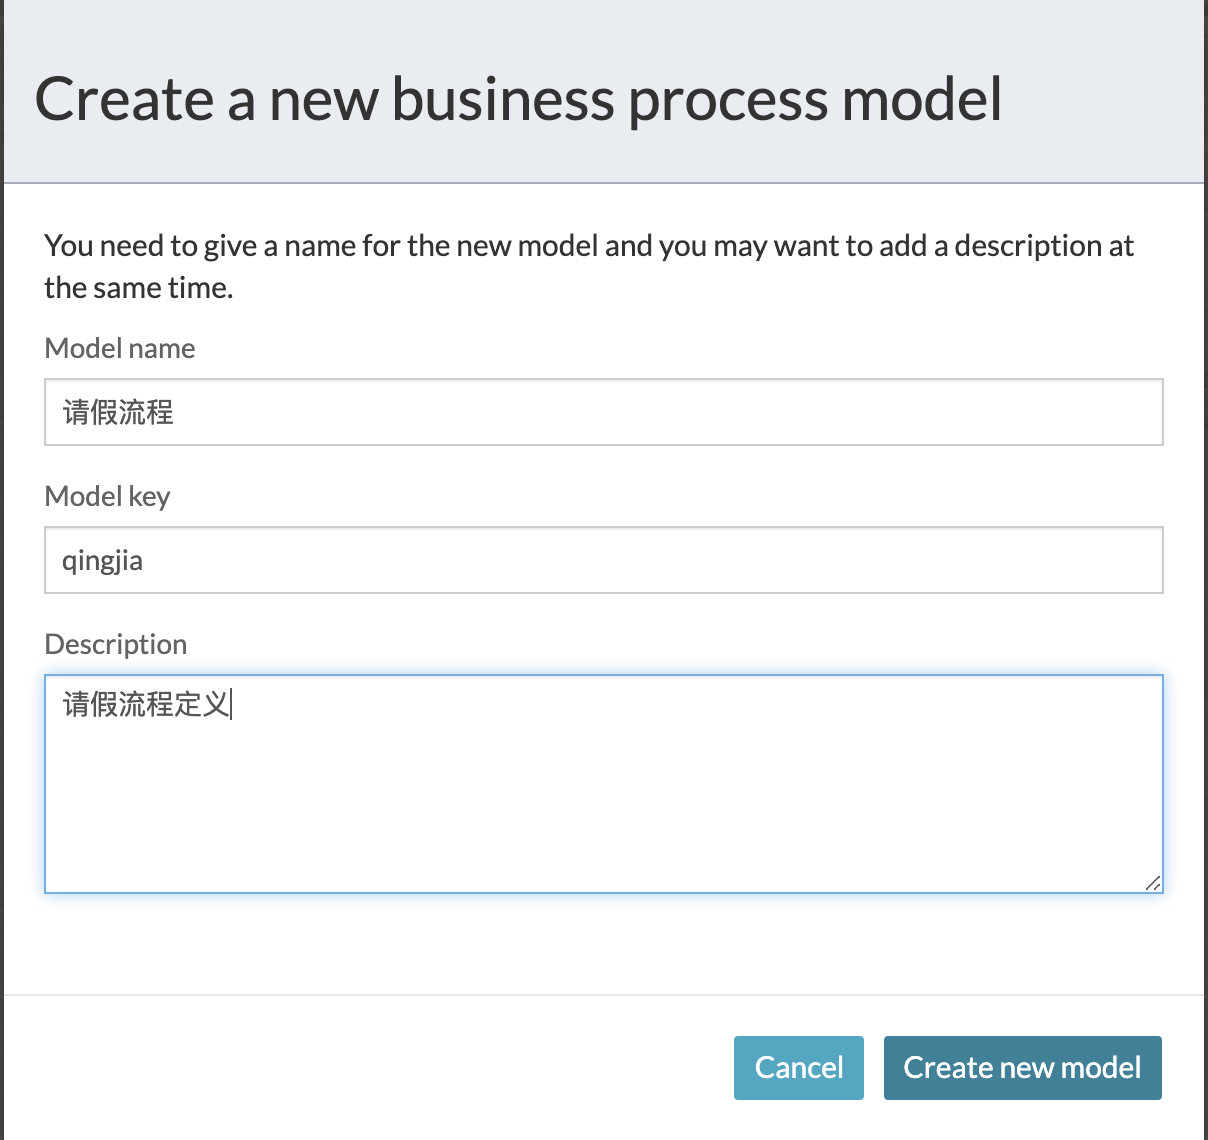 Create a new business process model
You need to give a name for the new model and you may want to add a description at
the same time.
Model name
请假流程
Model key
qingjia
Description
请假流程定义
Cancel
Create new model